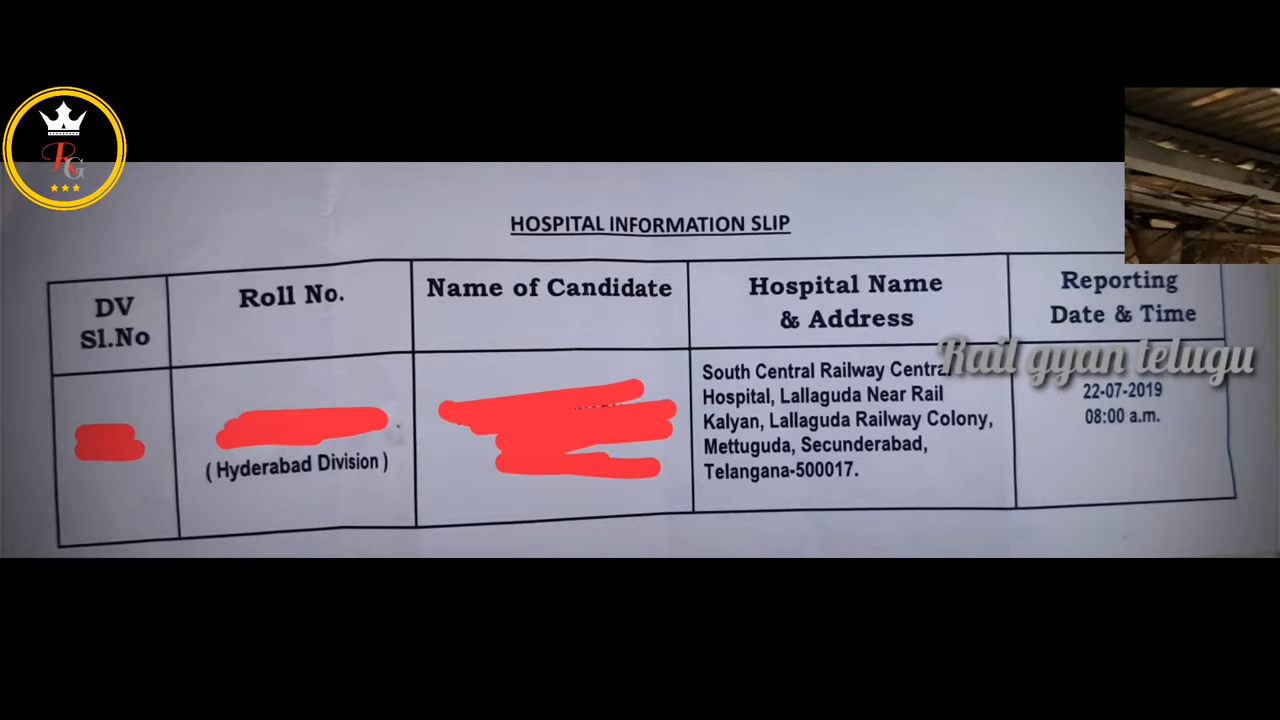 RG
HOSPITAL INFORMATION SLIP
DV
Sl.No
Roll No.
Name of Candidate
Hospital Name
& Address
Reporting
Date & Time
(Hyderabad Division)
South Central Railway Central
Hospital, Lallaguda Near Rail
Kalyan, Lallaguda Railway Colony,
Mettuguda, Secunderabad,
Telangana-500017.
22-07-2019
08:00 a.m.
Rail gyan telugu